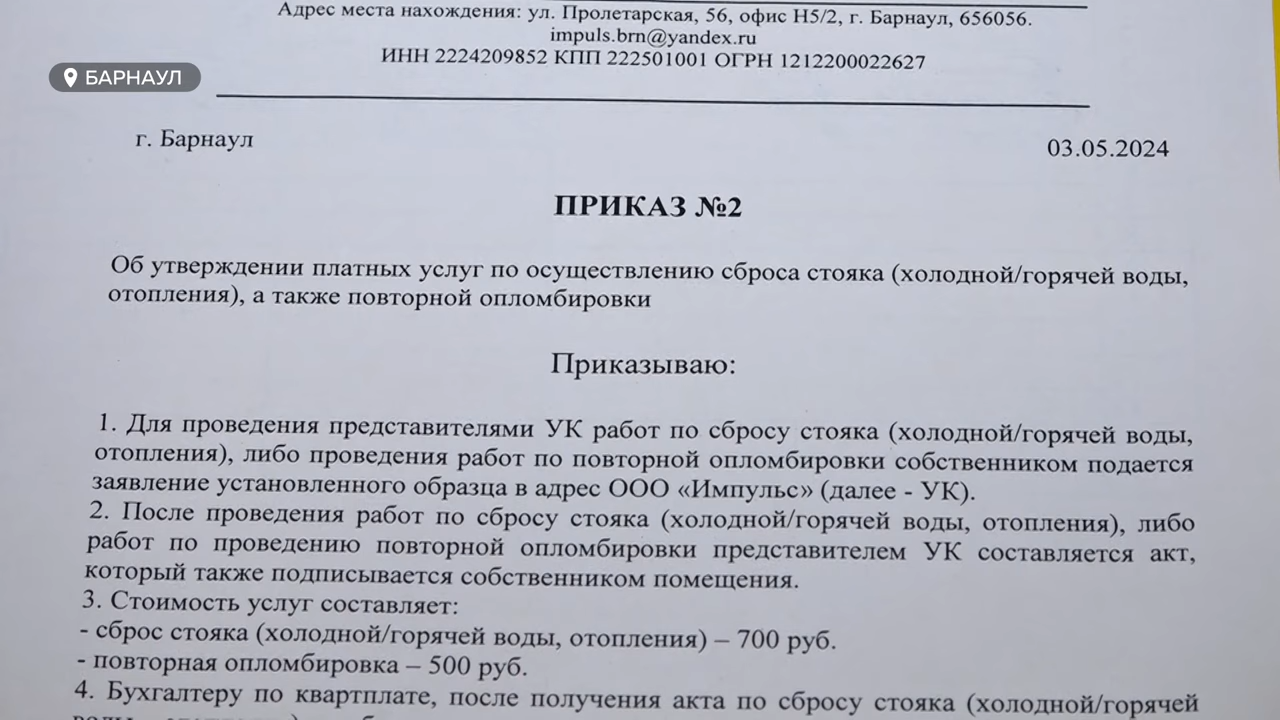 Адрес места нахождения: ул. Пролетарская, 56, офис Н5/2, г. Барнаул, 656056.
impuls.brn@yandex.ru
ИНН 2224209852 КПП 222501001 ОГРН 1212200022627
БАРНАУЛ
г. Барнаул
03.05.2024
ПРИКАЗ №2
Об утверждении платных услуг по осуществлению сброса стояка (холодной/горячей воды,
отопления), а также повторной опломбировки
Приказываю:
1. Для проведения представителями УК работ по сбросу стояка (холодной/горячей воды,
отопления), либо проведения работ по повторной опломбировки собственником подается
заявление установленного образца в адрес ООО «Импульс» (далее - УК).
2. После проведения работ по сбросу стояка (холодной/горячей воды, отопления), либо
работ по проведению повторной опломбировки представителем УК составляется акт,
который также подписывается собственником помещения.
3. Стоимость услуг составляет:
- сброс стояка (холодной/горячей воды, отопления) – 700 руб.
- повторная опломбировка – 500 руб.
4. Бухгалтеру по квартплате, после получения акта по сбросу стояка (холодной/горячей